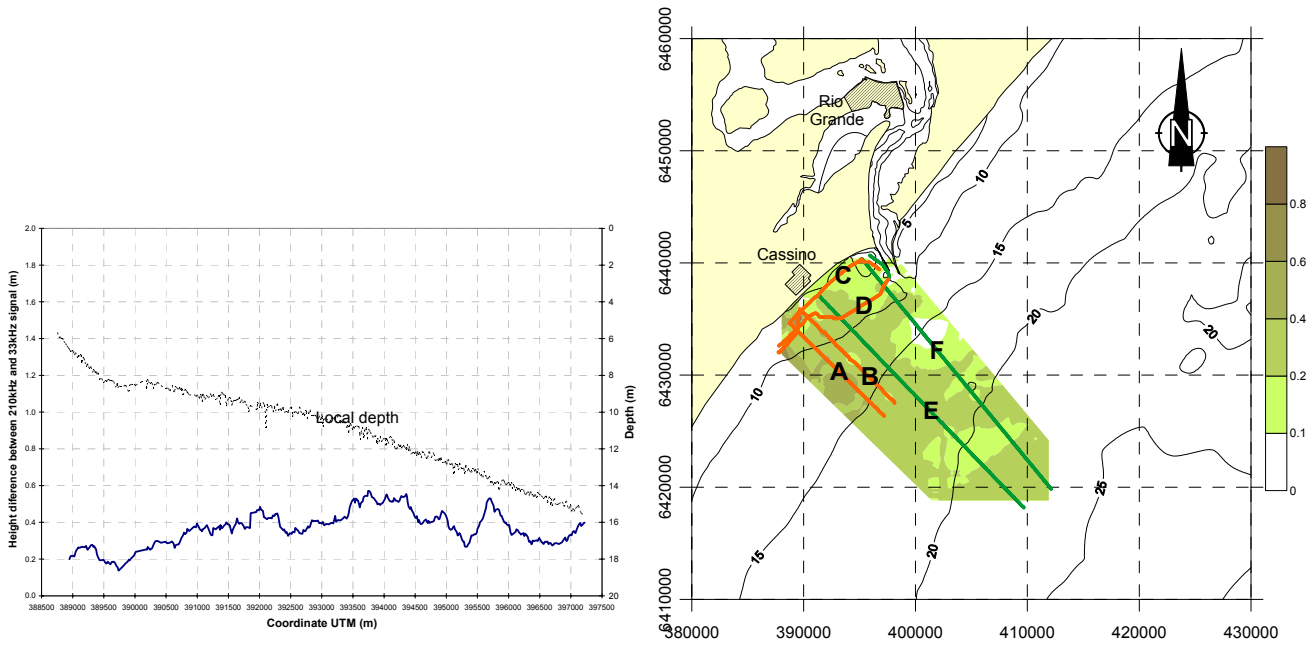 Height difference between 210kHz and 33kHz signal (m)
2.0
1.8
1.6
1.4
1.2
1.0
0.8
0.6
0.4
0.2
0.0
Local depth
0
2
4
6
8
10
12
14
16
18
20
Depth (m)
388500 389000 389500 390000 390500 391000 391500 392000 392500 393000 393500 394000 394500 395000 395500 396000 396500 397000 397500
Coordinate UTM (m)
6460000
6450000
6440000
6430000
6420000
6410000
380000 390000 400000 410000 420000 430000
Rio
Grande
Cassino
N
10
5
15
20
20
10
15
20
25
C
D
A
B
E
F
0.8
0.6
0.4
0.2
0.1
0